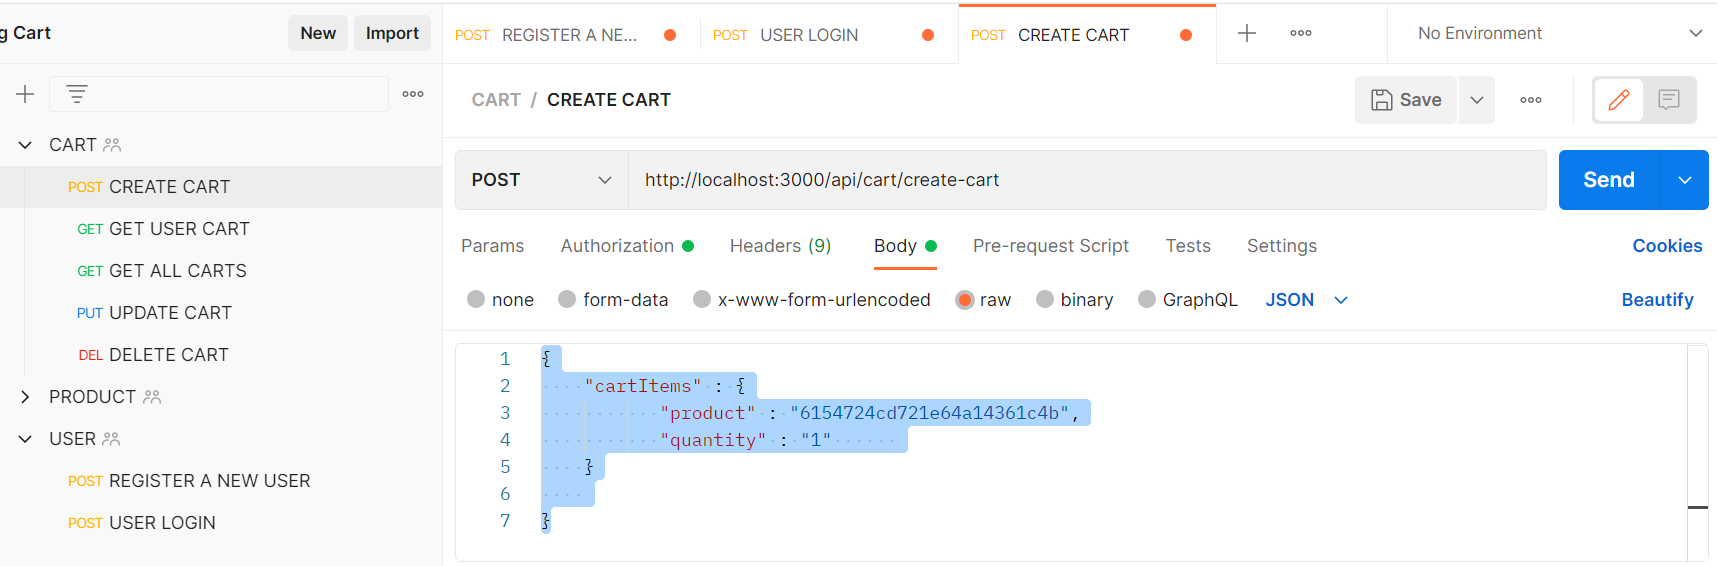 g Cart
New
Import
POST REGISTER A NE...
POST USER LOGIN
POST CREATE CART
No Environment
CART / CREATE CART
Save
POST
http://localhost:3000/api/cart/create-cart
Send
Params
Authorization
Headers (9)
Body
Pre-request Script
Tests
Settings
Cookies
none
form-data
x-www-form-urlencoded
raw
binary
GraphQL
JSON
Beautify
CART
POST CREATE CART
GET GET USER CART
GET GET ALL CARTS
PUT UPDATE CART
DEL DELETE CART
PRODUCT
USER
POST REGISTER A NEW USER
POST USER LOGIN
1 {
2 "cartItems" : {
3 "product" : "6154724cd721e64a14361c4b",
4 "quantity" : "1"
5 }
6
7 }